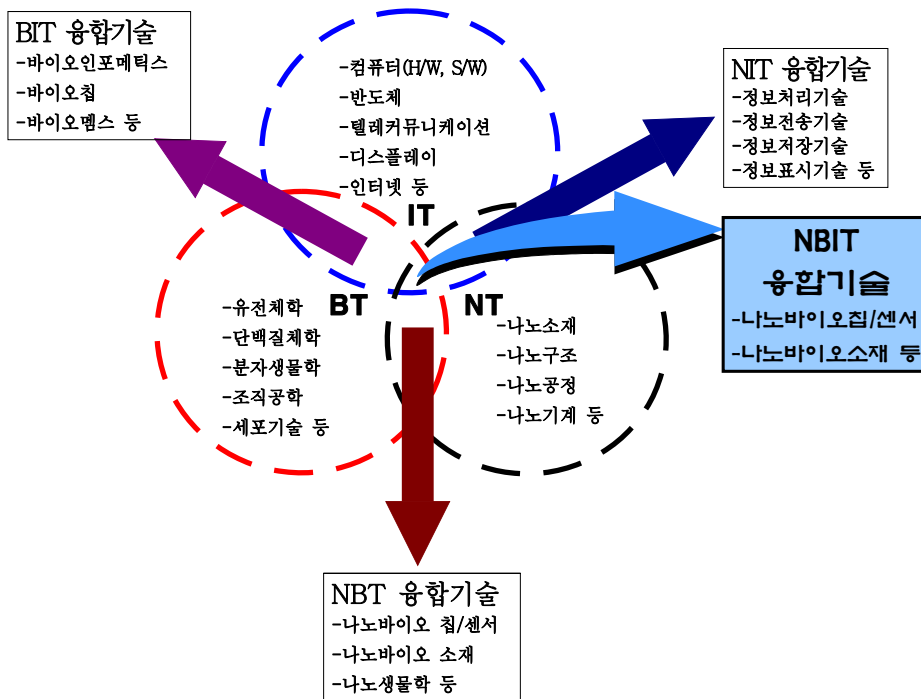 BIT 융합기술
-바이오인포메틱스
-바이오칩
-바이오멤스 등
-컴퓨터(H/W, S/W)
-반도체
-텔레커뮤니케이션
-디스플레이
-인터넷 등
IT
NIT 융합기술
-정보처리기술
-정보전송기술
-정보저장기술
-정보표시기술 등
NBIT
융합기술
-나노바이오칩/센서
-나노바이오소재 등
BT
-유전체학
-단백질체학
-분자생물학
-조직공학
-세포기술 등
NT
-나노소재
-나노구조
-나노공정
-나노기계 등
NBT 융합기술
-나노바이오 칩/센서
-나노바이오 소재
-나노생물학 등